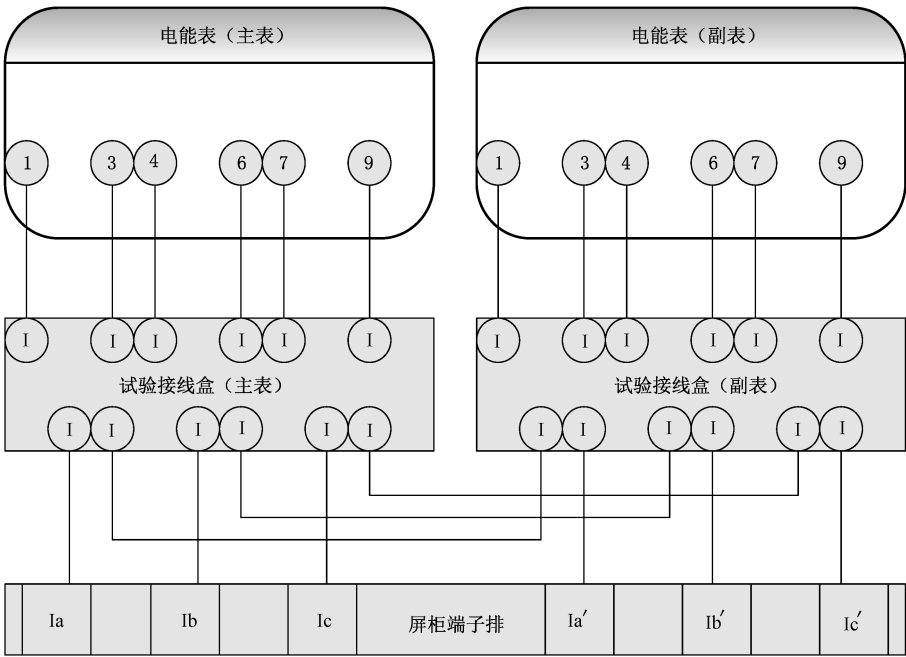 电能表（主表） 电能表（副表）
1 3 4 6 7 9 1 3 4 6 7 9
I I I I I I I I I I I I
试验接线盒（主表） 试验接线盒（副表）
I I I I I I I I I I I I
Ia Ib Ic 屏柜端子排 Ia′ Ib′ Ic′